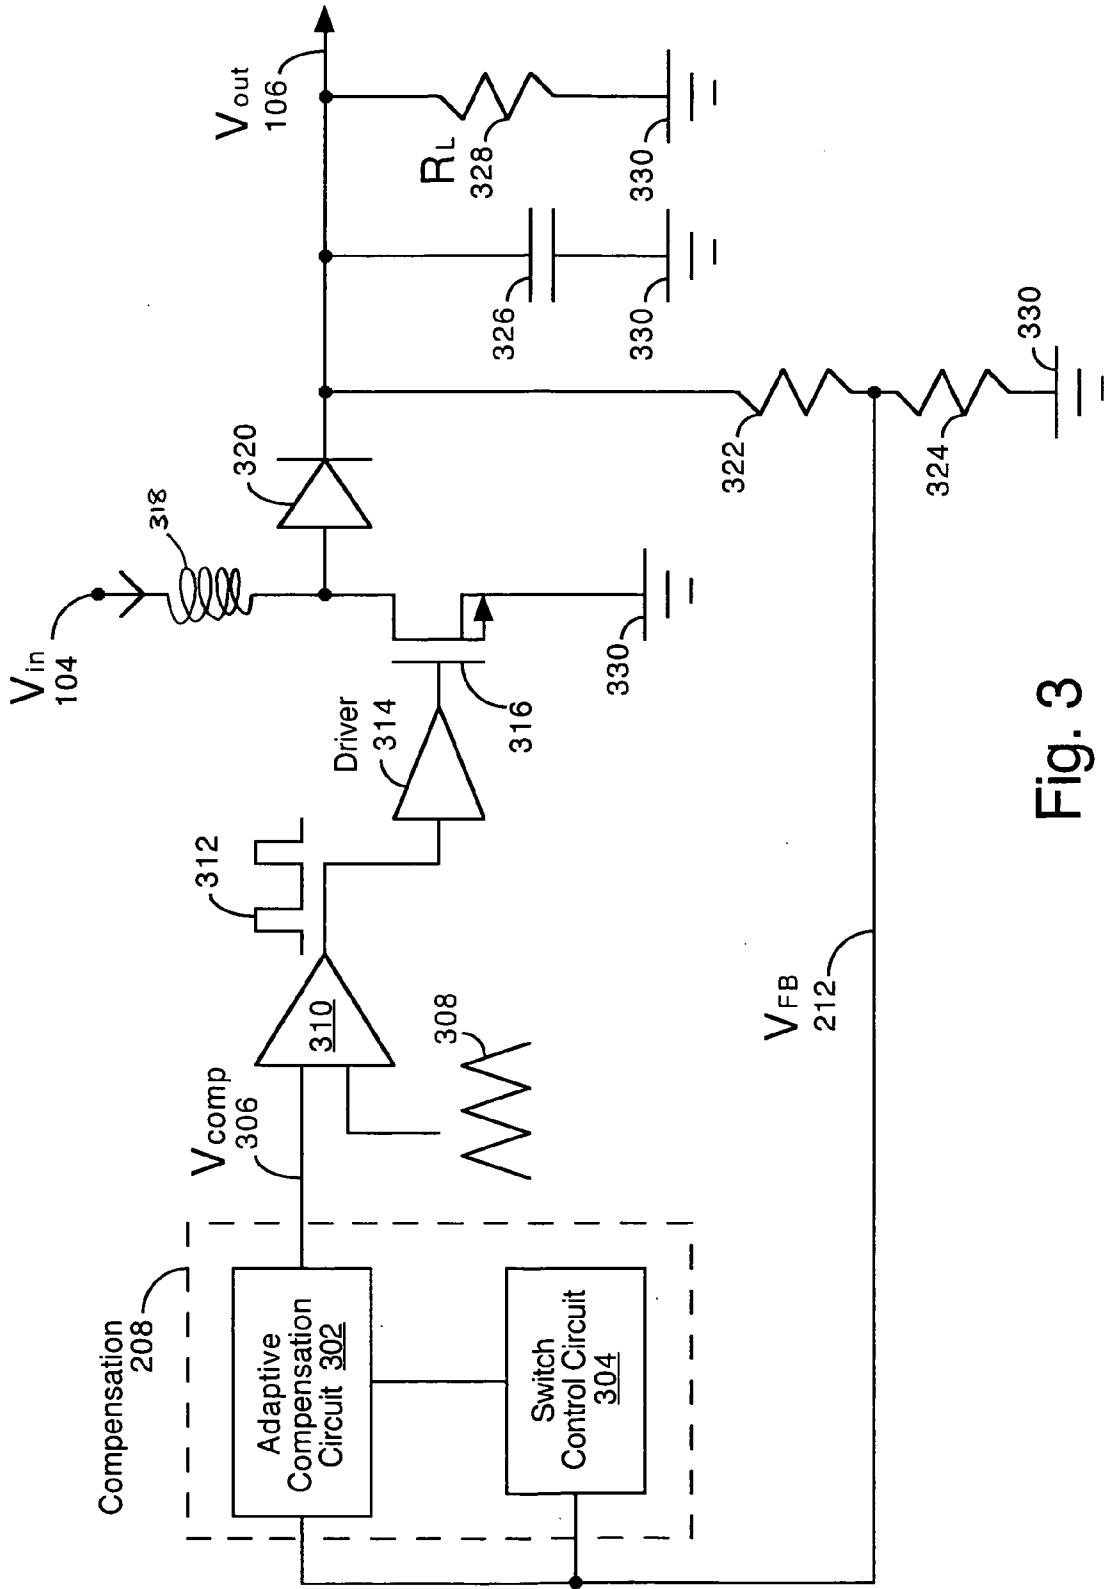 Compensation
208
Adaptive
Compensation
Circuit 302
Switch
Control Circuit
304
Vcomp
306
308
310
312
Driver
314
316
330
Vin
104
318
320
Vout
106
RL
328
330
326
330
322
324
330
VFB
212
Fig. 3